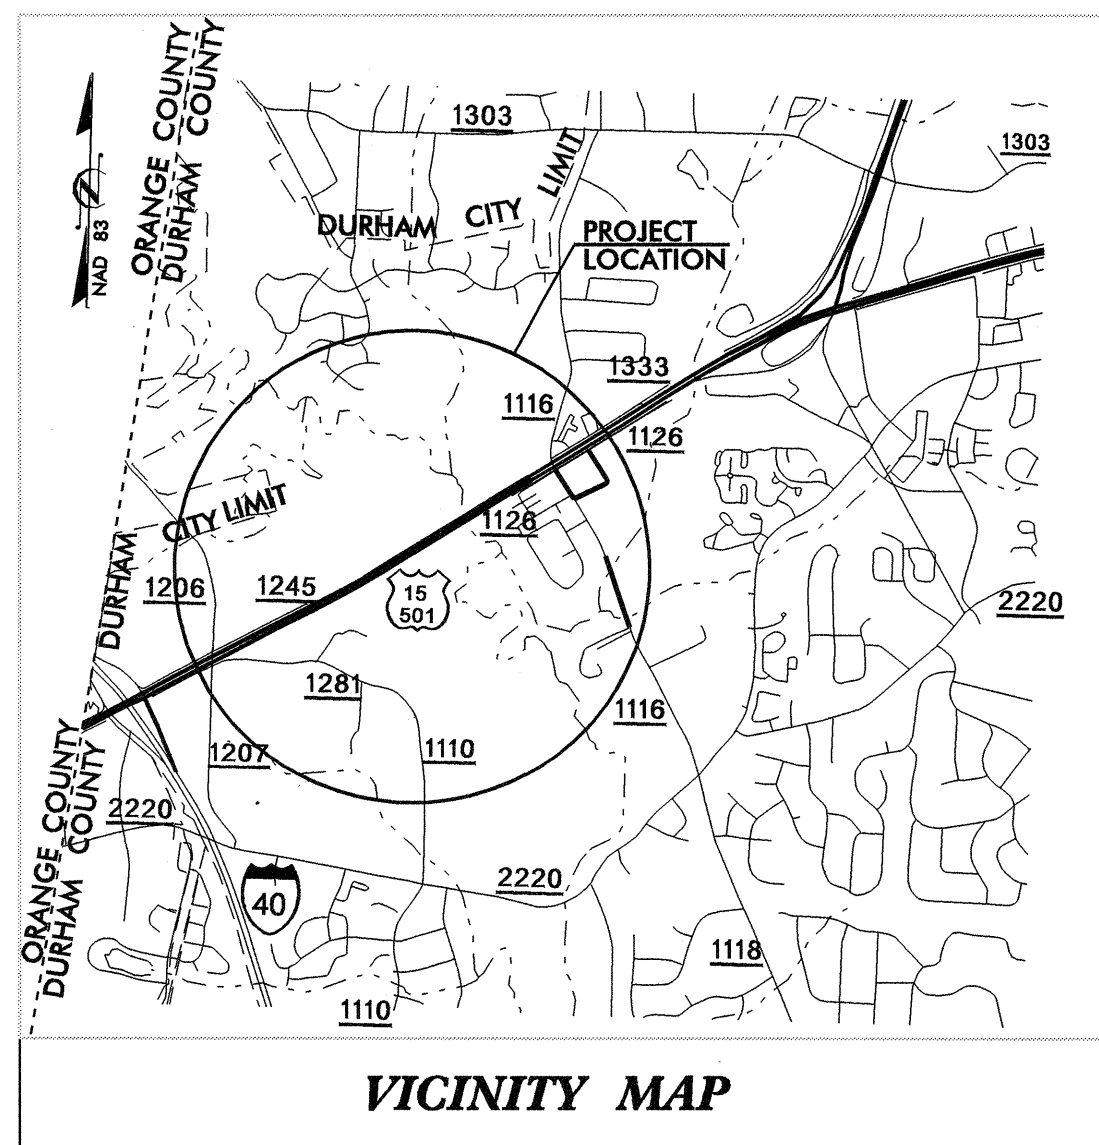 ORANGE COUNTY
DURHAM COUNTY
1303
1303
LIMIT
DURHAM CITY
NAD 83
PROJECT
LOCATION
1333
1116
1126
CITY LIMIT
1126
DURHAM
1206
1245
15
501
2220
1281
1116
ORANGE COUNTY
DURHAM COUNTY
1207
1110
2220
2220
40
1118
1110
VICINITY MAP